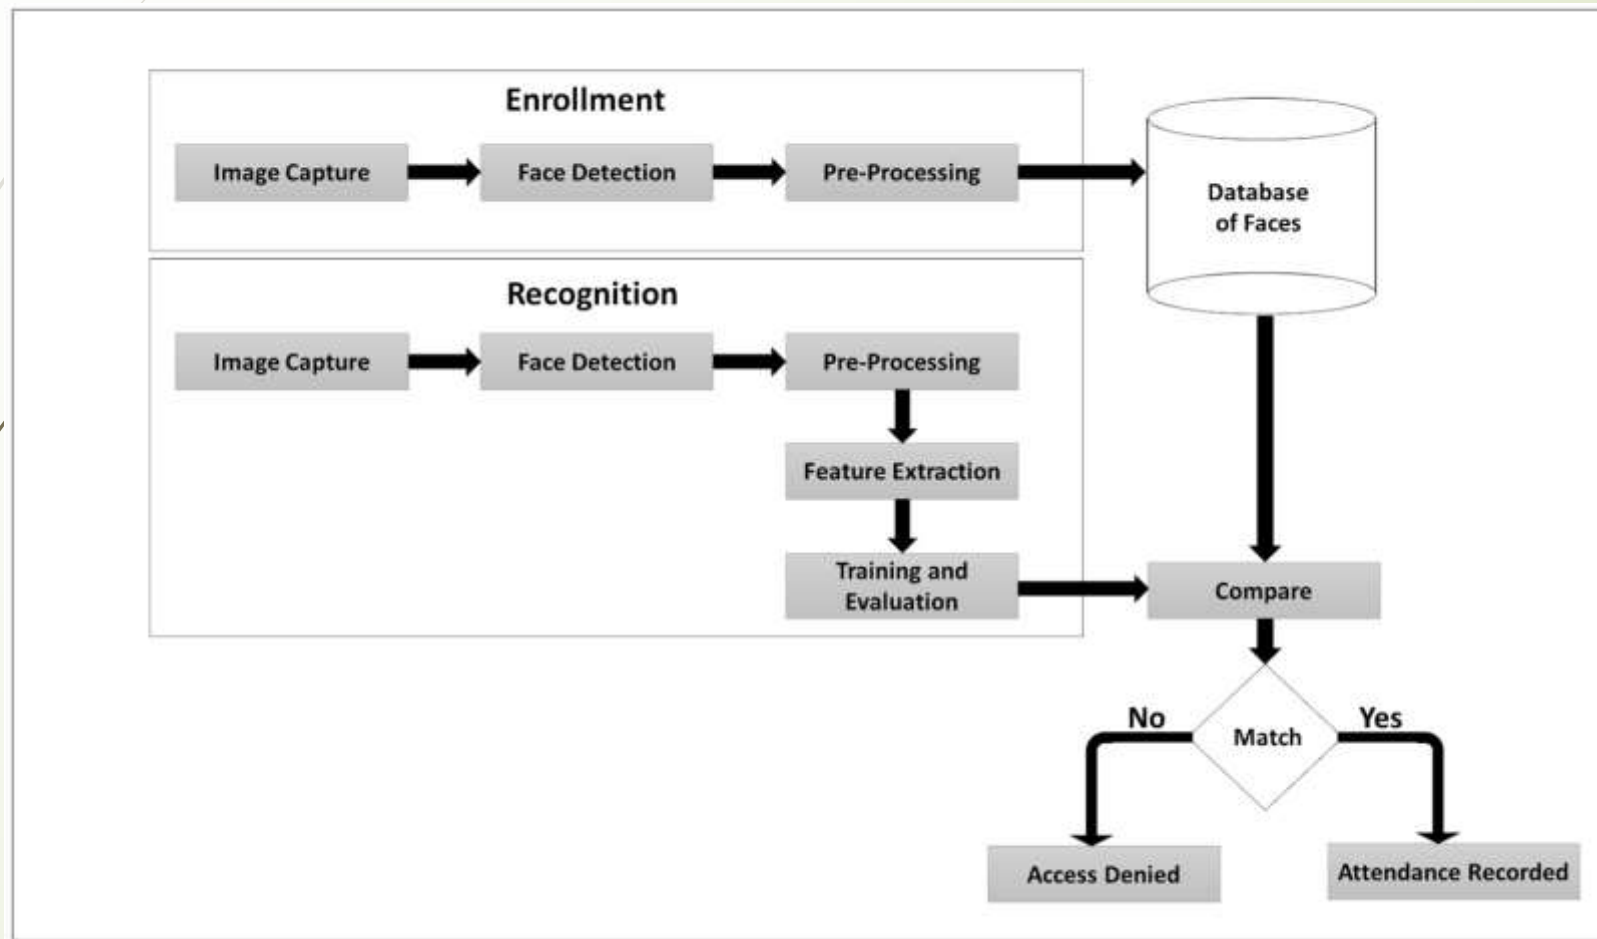 Enrollment
Image Capture
Face Detection
Pre-Processing
Database
of Faces
Recognition
Image Capture
Face Detection
Pre-Processing
Feature Extraction
Training and
Evaluation
Compare
No
Match
Yes
Access Denied
Attendance Recorded